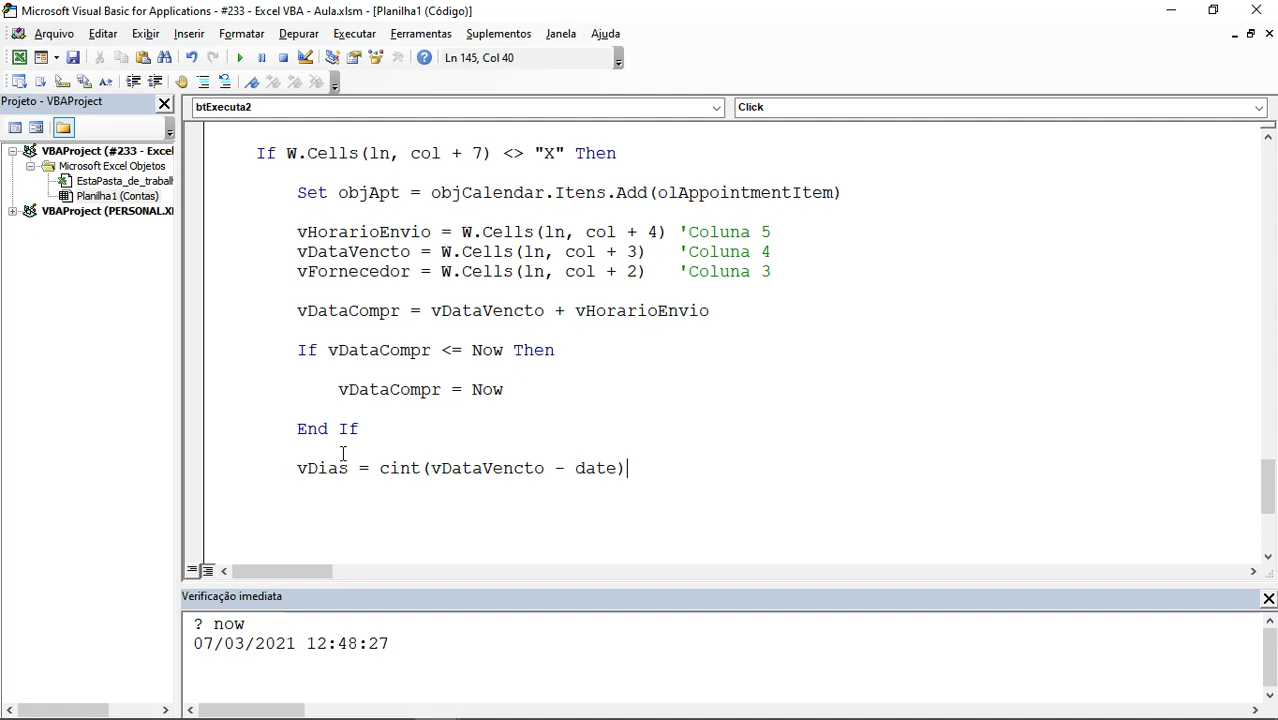 Microsoft Visual Basic for Applications - #233 - Excel VBA - Aula.xlsm - [Planilha1 (Código)]
Arquivo Editar Exibir Inserir Formatar Depurar Executar Ferramentas Suplementos Janela Ajuda
Ln 145, Col 40
Projeto - VBAProject
btExecuta2 Click
VBAProject (#233 - Excel
Microsoft Excel Objetos
EstaPasta_de_trabalh
Planilha1 (Contas)
VBAProject (PERSONAL.XI
If W.Cells(ln, col + 7) <> "X" Then
Set objApt = objCalendar.Itens.Add(olAppointmentItem)
vHorarioEnvio = W.Cells(ln, col + 4) 'Coluna 5
vDataVencto = W.Cells(ln, col + 3) 'Coluna 4
vFornecedor = W.Cells(ln, col + 2) 'Coluna 3
vDataCompr = vDataVencto + vHorarioEnvio
If vDataCompr <= Now Then
vDataCompr = Now
End If
vDias = cint(vDataVencto - date)
Verificação imediata
? now
07/03/2021 12:48:27